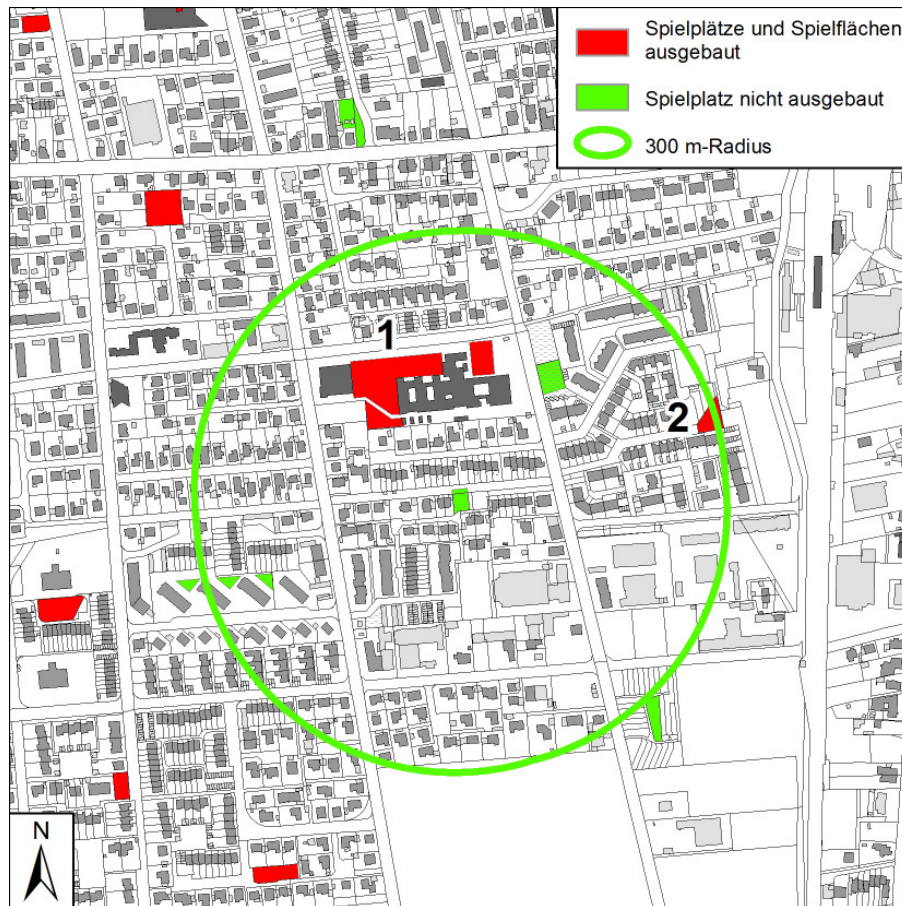 Spielplätze und Spielflächen
ausgebaut
Spielplatz nicht ausgebaut
300 m-Radius
1
2
N